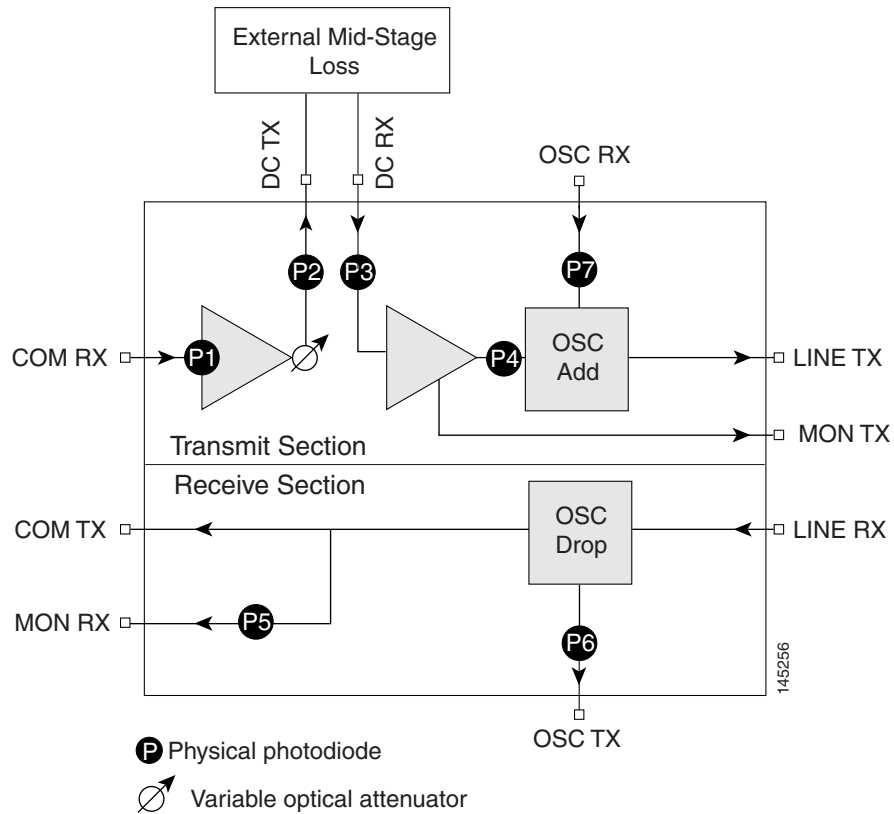 External Mid-Stage
Loss
DC TX
DC RX
OSC RX
P2
P3
P7
COM RX
P1
P4
OSC
Add
LINE TX
MON TX
Transmit Section
Receive Section
COM TX
OSC
Drop
LINE RX
MON RX
P5
P6
145256
OSC TX
P Physical photodiode
Variable optical attenuator